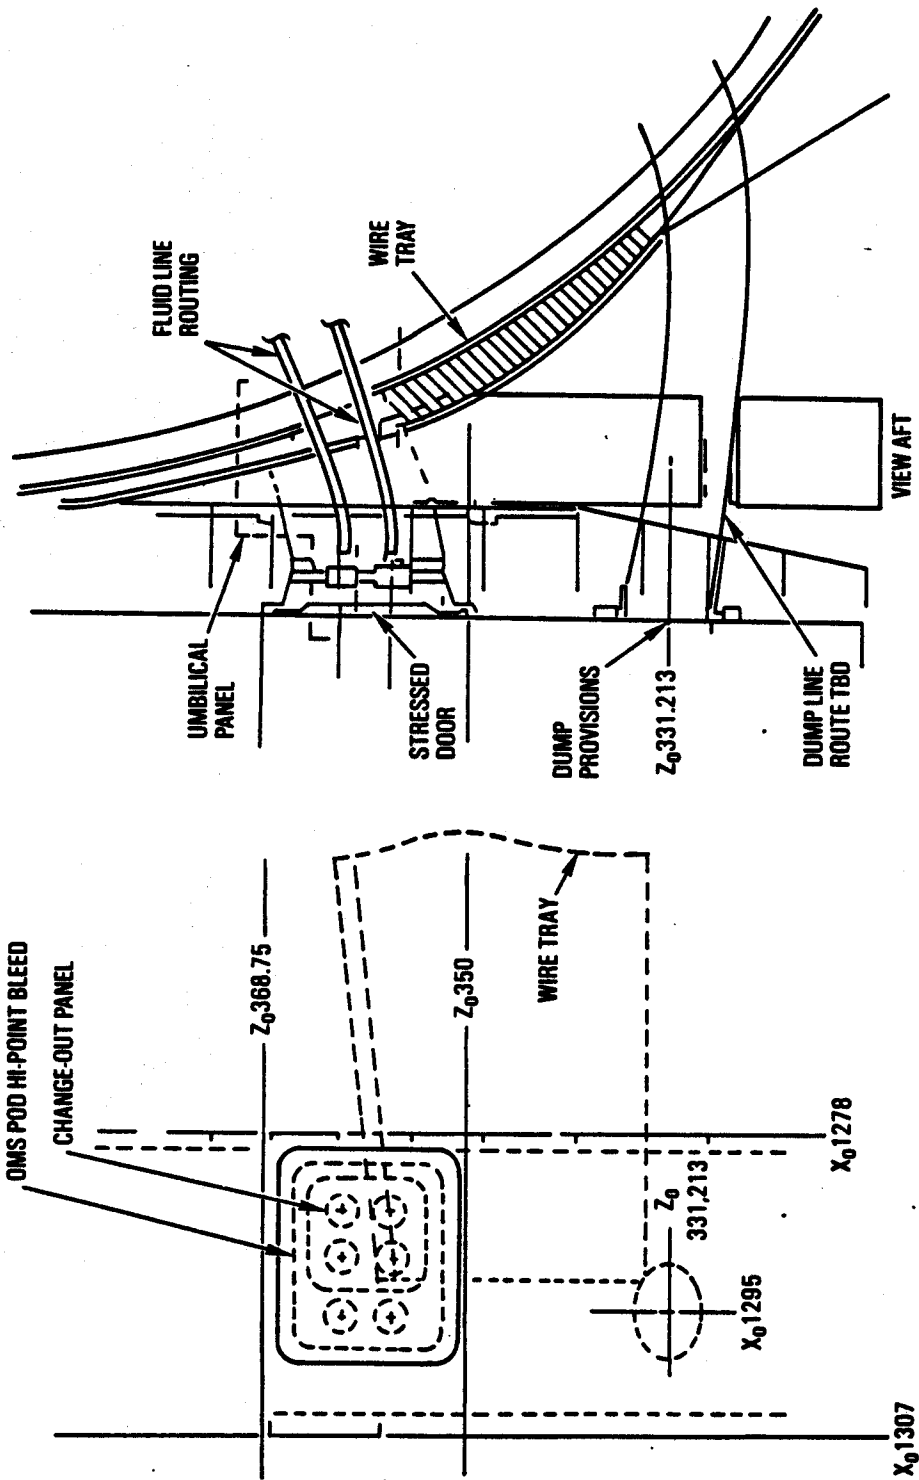 OMS POD HI-POINT BLEED
CHANGE-OUT PANEL
Z₀368.75
Z₀350
WIRE TRAY
X₀1278
Z₀
331,213
X₀1295
X₀1307
FLUID LINE
ROUTING
WIRE
TRAY
UMBILICAL
PANEL
STRESSED
DOOR
DUMP
PROVISIONS
Z₀331.213
DUMP LINE
ROUTE TBD
VIEW AFT